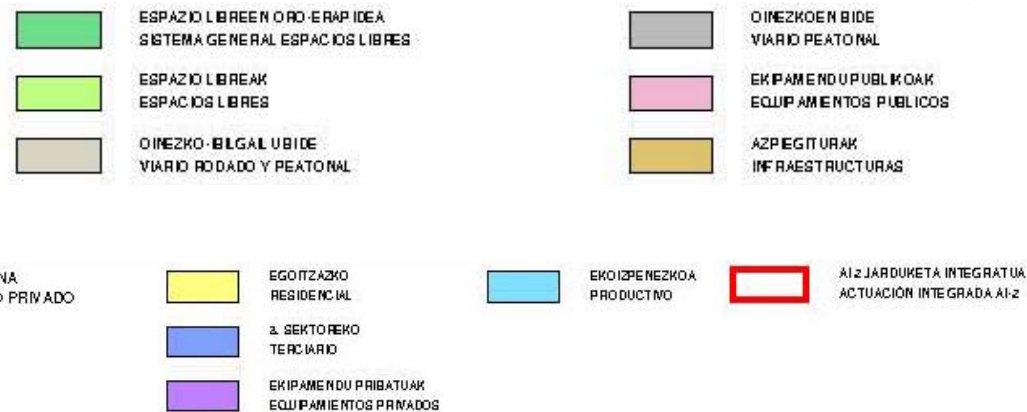 ESPAZIO LIBREEN ORO-ERAPIDEA
SISTEMA GENERAL ESPACIOS LIBRES
OINEZKOEN BIDE
VIARIO PEATONAL
ESPAZIO LIBREAK
ESPACIOS LIBRES
EKIPAMENDU PUBLIKOAK
EQUIPAMIENTOS PUBLICOS
OINEZKO-BILGAILU BIDE
VIARIO RODADO Y PEATONAL
AZPIEGITURAK
INFRAESTRUCTURAS
NA
O PRIVADO
EGOITZAZKO
RESIDENCIAL
EKOIZPENEZKOA
PRODUCTIVO
AI-2 JARDUKETA INTEGRATUA
ACTUACIÓN INTEGRADA AI-2
3. SEKTOREKO
TERCIARIO
EKIPAMENDU PRIBATUAK
EQUIPAMIENTOS PRIVADOS